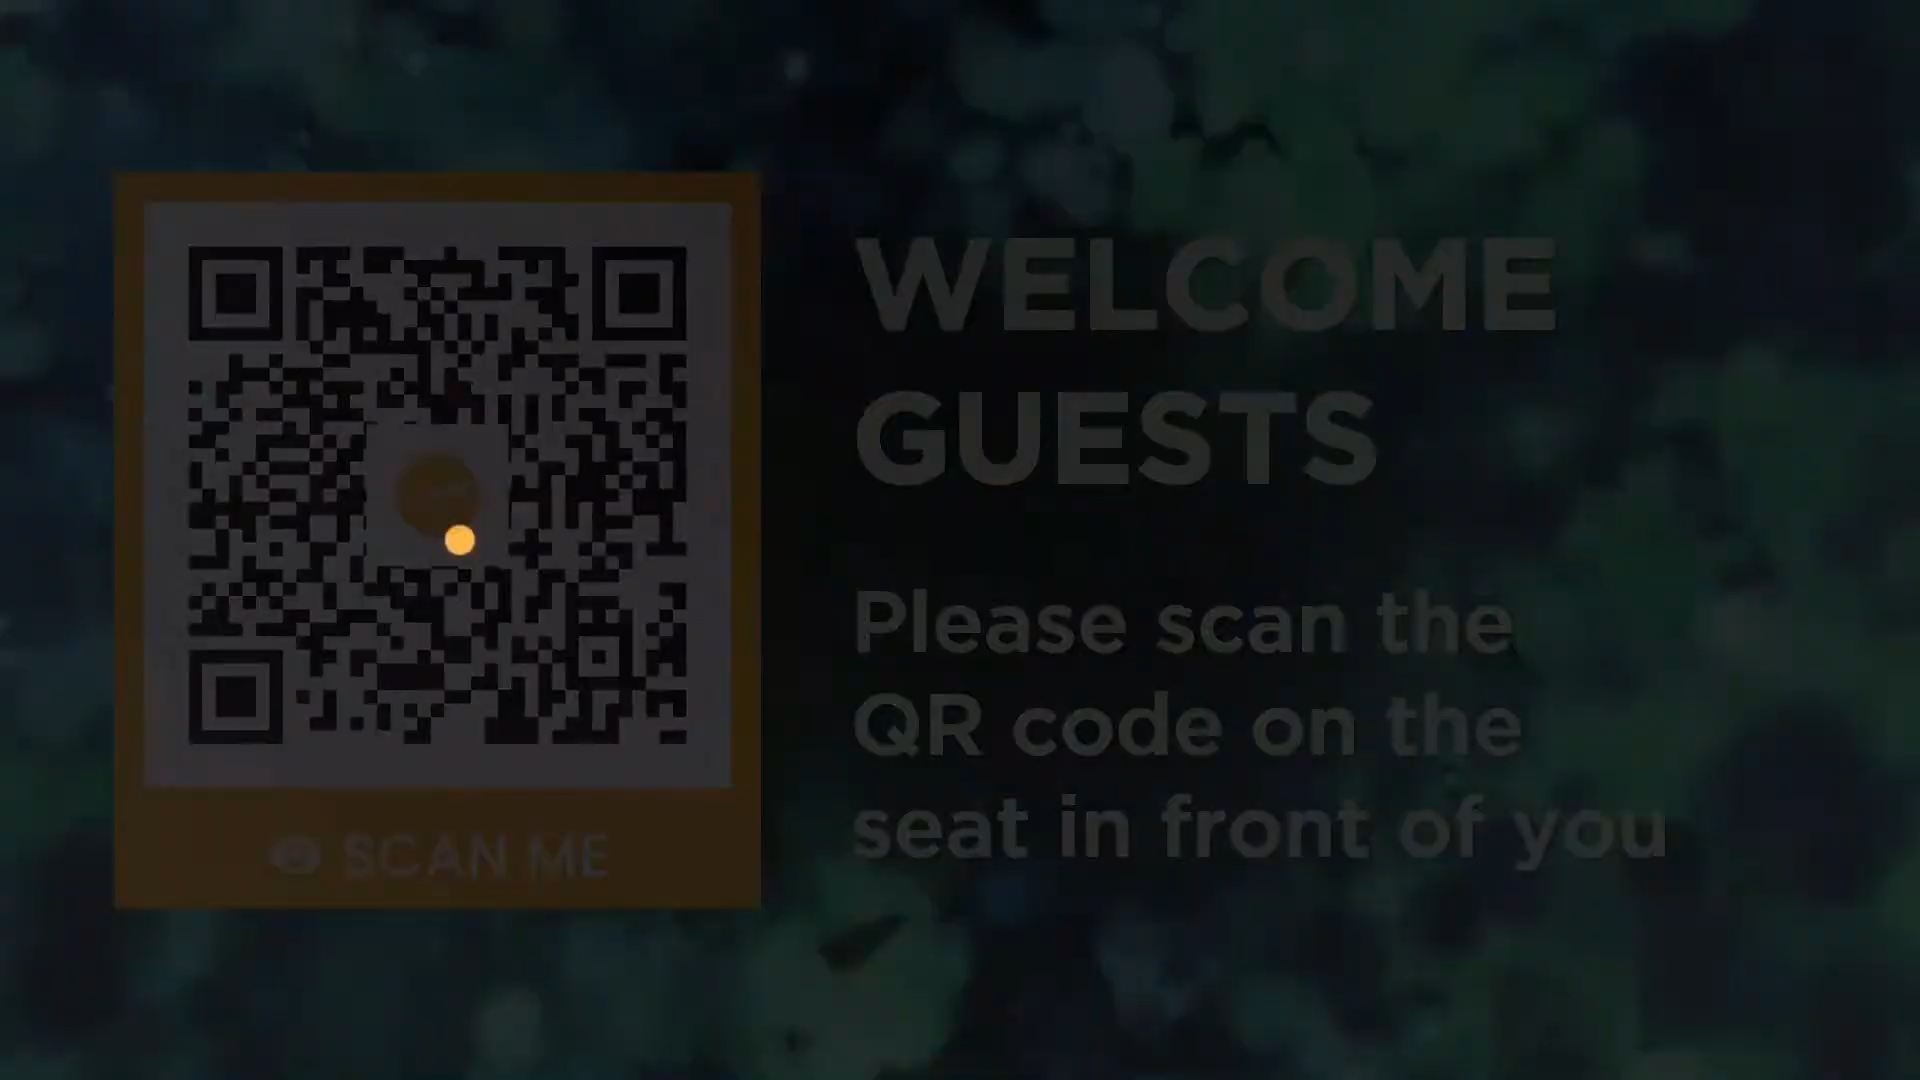 WELCOME
GUESTS
Please scan the
QR code on the
seat in front of you
SCAN ME